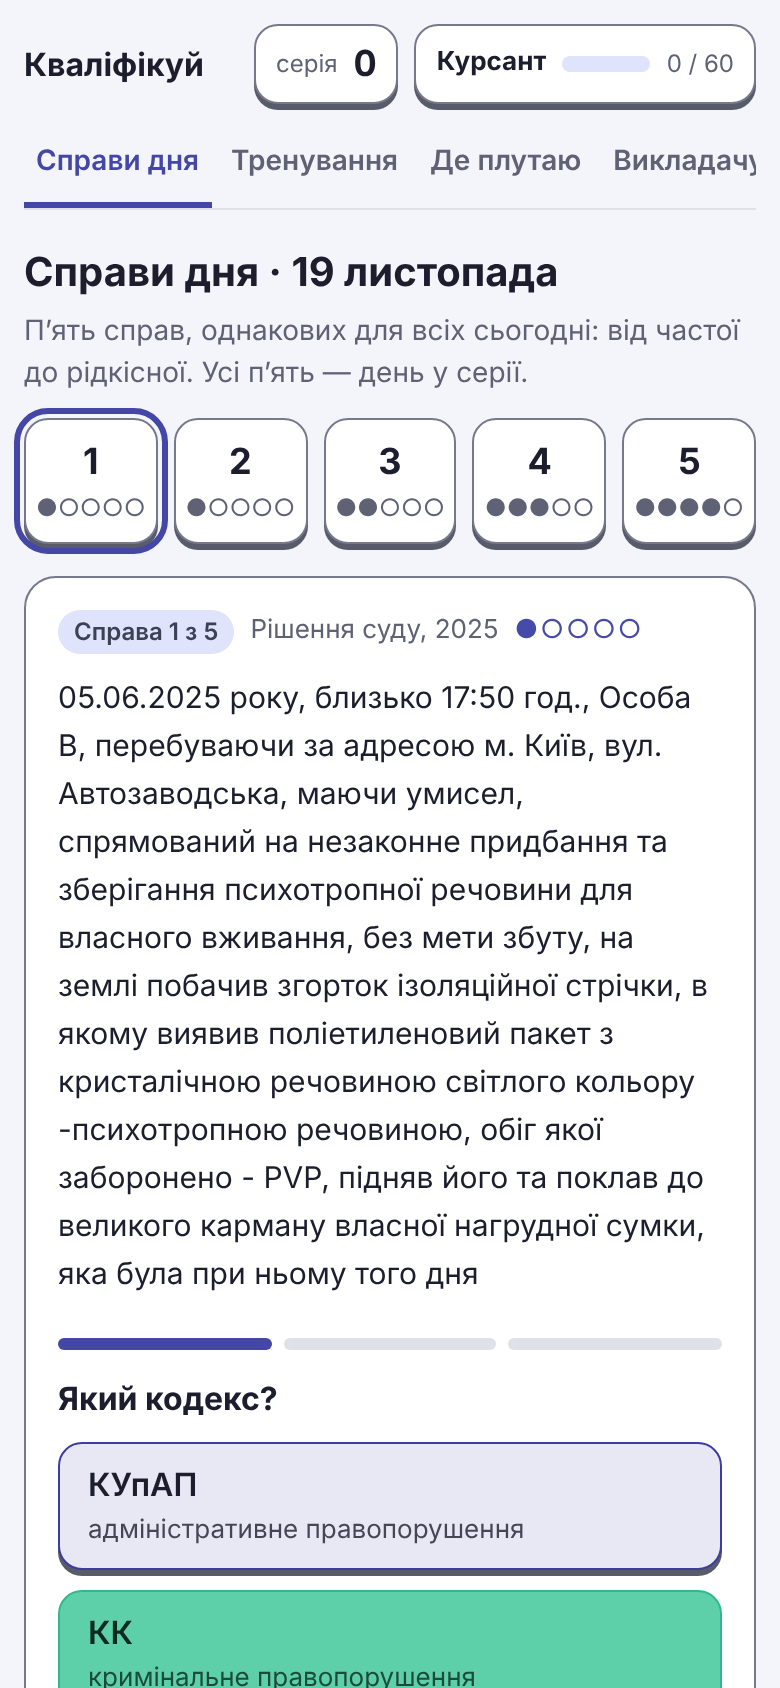 Кваліфікуй
серія 0
Курсант 0 / 60
Справи дня Тренування Де плутаю Викладачу
Справи дня · 19 листопада
П’ять справ, однакових для всіх сьогодні: від частої
до рідкісної. Усі п’ять — день у серії.
1 2 3 4 5
Справа 1 з 5 Рішення суду, 2025
05.06.2025 року, близько 17:50 год., Особа
В, перебуваючи за адресою м. Київ, вул.
Автозаводська, маючи умисел,
спрямований на незаконне придбання та
зберігання психотропної речовини для
власного вживання, без мети збуту, на
землі побачив згорток ізоляційної стрічки, в
якому виявив поліетиленовий пакет з
кристалічною речовиною світлого кольору
-психотропною речовиною, обіг якої
заборонено - PVP, підняв його та поклав до
великого карману власної нагрудної сумки,
яка була при ньому того дня
Який кодекс?
КУпАП
адміністративне правопорушення
КК
кримінальне правопорушення